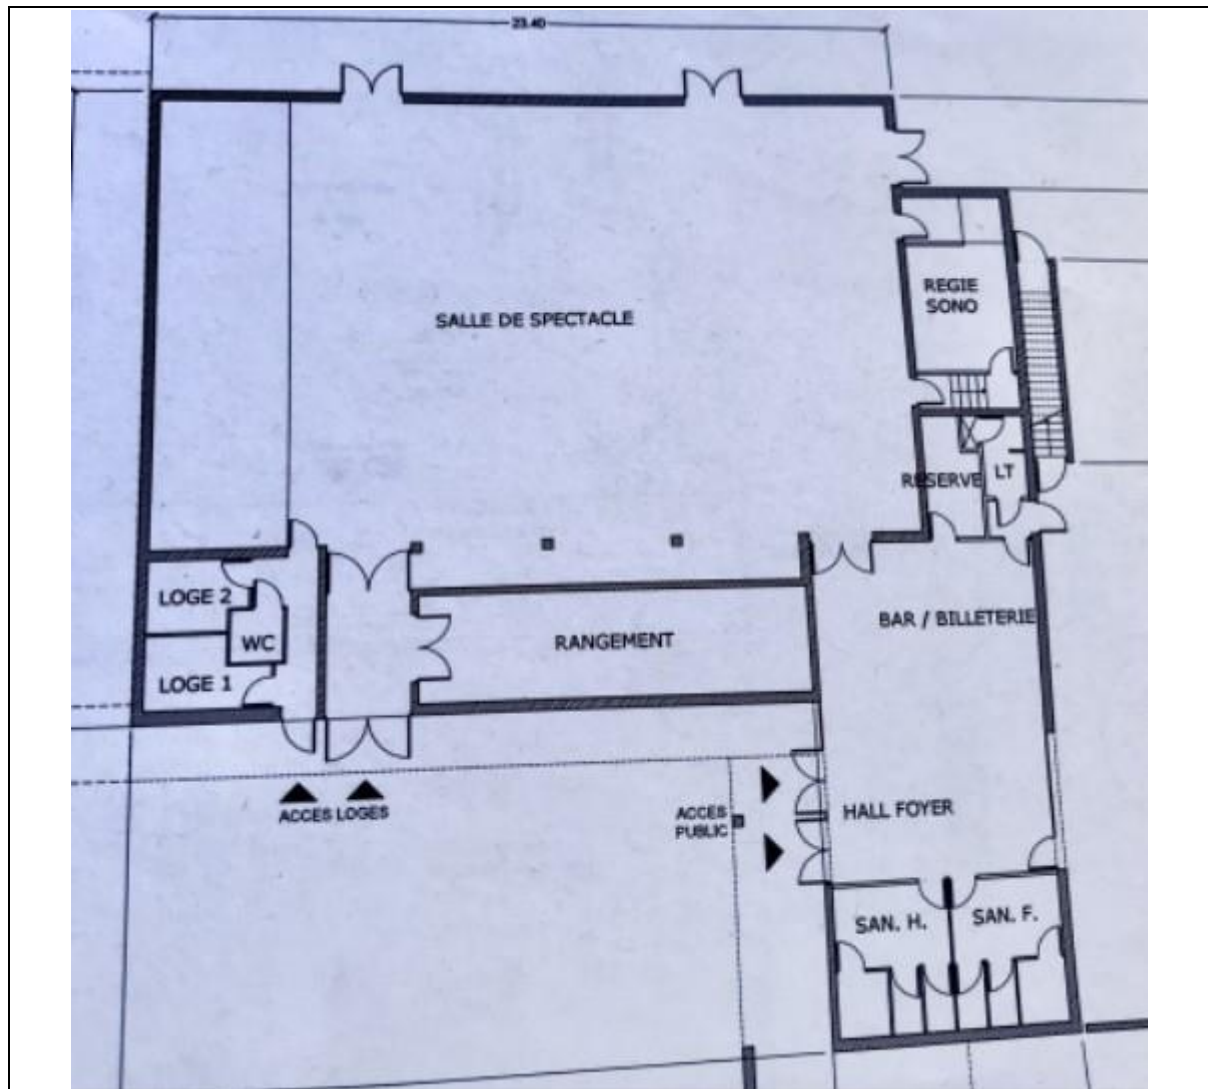 23.40
REGIE
SONO
SALLE DE SPECTACLE
RESERVE
LT
LOGE 2
WC
LOGE 1
RANGEMENT
BAR / BILLETERIE
ACCES LOGES
ACCES
PUBLIC
HALL FOYER
SAN. H.
SAN. F.